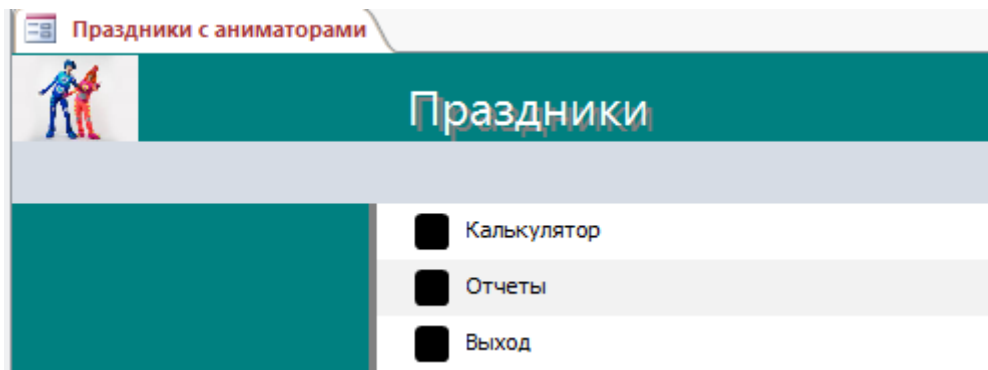 Праздники с аниматорами
Праздники
Калькулятор
Отчеты
Выход